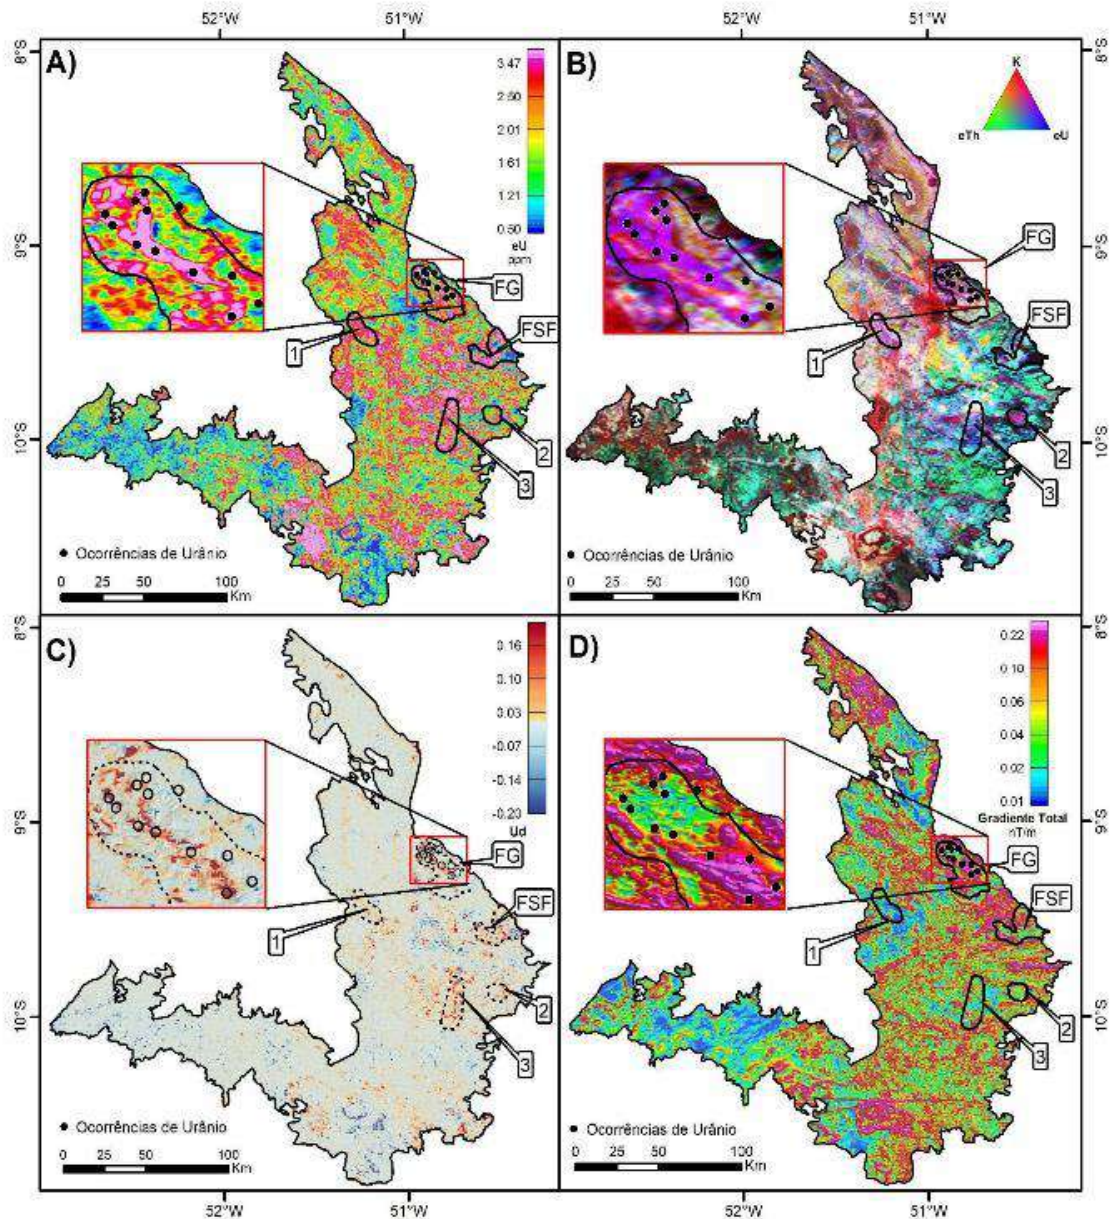 52°W 51°W 52°W 51°W
8°S
A)
3.47
2.50
2.01
1.61
1.21
0.50
eU
ppm
9°S
FG
FSF
1
10°S
2
3
Ocorrências de Urânio
0 25 50 100
Km
B)
K
eTh eU
8°S
9°S
FG
FSF
1
10°S
2
3
Ocorrências de Urânio
0 25 50 100
Km
8°S
C)
0.16
0.10
0.03
-0.07
-0.14
-0.23
Ud
9°S
FG
FSF
1
10°S
2
3
Ocorrências de Urânio
0 25 50 100
Km
D)
0.22
0.10
0.06
0.04
0.02
0.01
Gradiente Total
nT/m
8°S
9°S
FG
FSF
1
10°S
2
3
Ocorrências de Urânio
0 25 50 100
Km
52°W 51°W 52°W 51°W